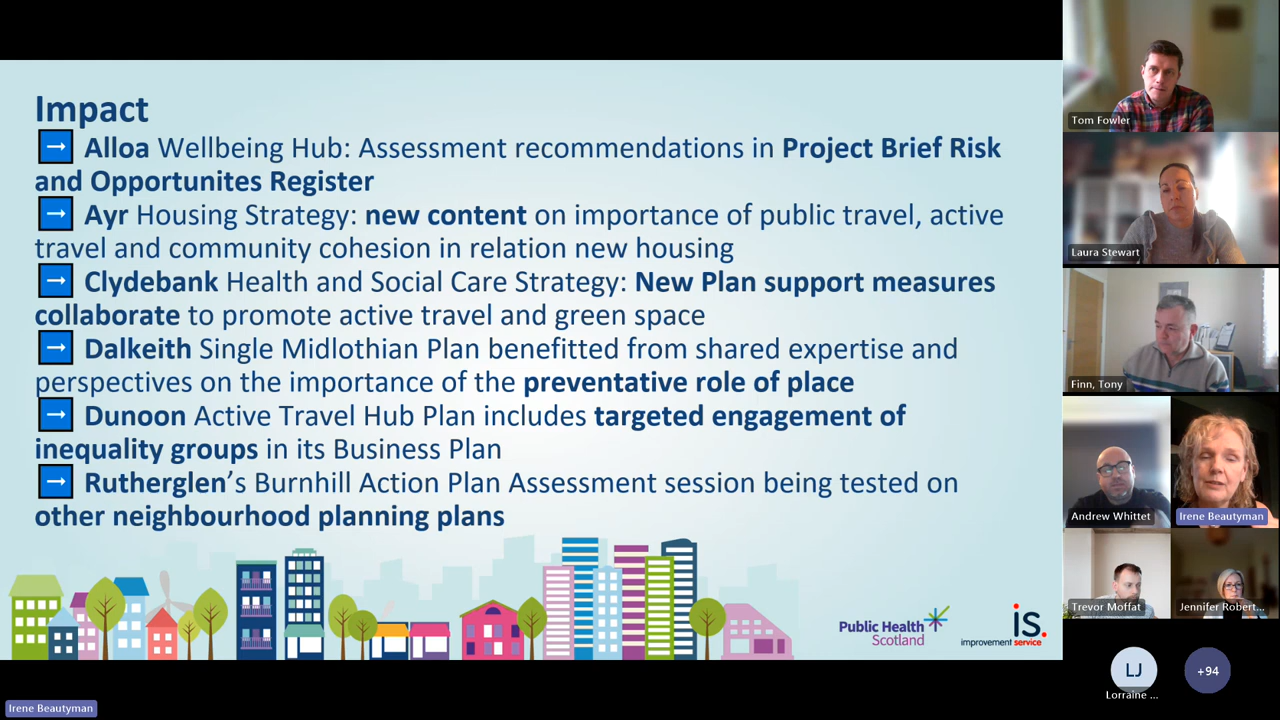 Impact
→ Alloa Wellbeing Hub: Assessment recommendations in Project Brief Risk
and Opportunites Register
→ Ayr Housing Strategy: new content on importance of public travel, active
travel and community cohesion in relation new housing
→ Clydebank Health and Social Care Strategy: New Plan support measures
collaborate to promote active travel and green space
→ Dalkeith Single Midlothian Plan benefitted from shared expertise and
perspectives on the importance of the preventative role of place
→ Dunoon Active Travel Hub Plan includes targeted engagement of
inequality groups in its Business Plan
→ Rutherglen’s Burnhill Action Plan Assessment session being tested on
other neighbourhood planning plans
Public Health
Scotland
is.
improvement service
Tom Fowler
Laura Stewart
Finn, Tony
Andrew Whittet
Irene Beautyman
Trevor Moffat
Jennifer Robert...
LJ
Lorraine ...
+94
Irene Beautyman